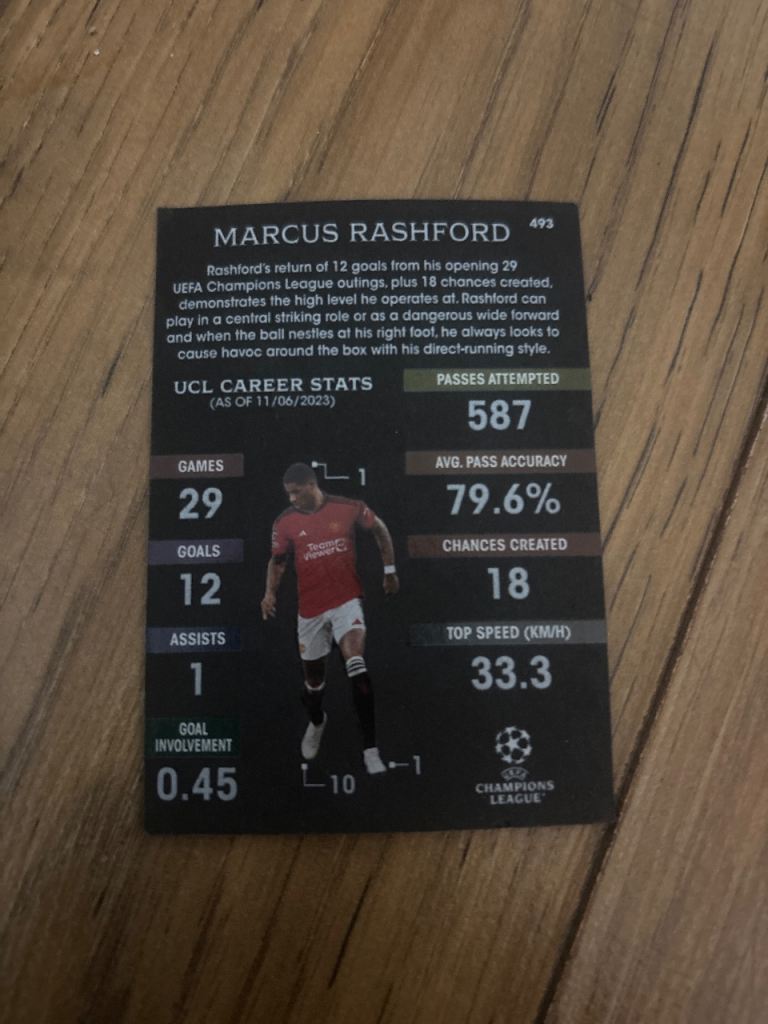 MARCUS RASHFORD
493
Rashford's return of 12 goals from his opening 29
UEFA Champions League outings, plus 18 chances created,
demonstrates the high level he operates at. Rashford can
play in a central striking role or as a dangerous wide forward
and when the ball nestles at his right foot, he always looks to
cause havoc around the box with his direct-running style.
UCL CAREER STATS
(AS OF 11/06/2023)
GAMES
29
GOALS
12
ASSISTS
1
GOAL
INVOLVEMENT
0.45
1
TeamViewer
10
1
PASSES ATTEMPTED
587
AVG. PASS ACCURACY
79.6%
CHANCES CREATED
18
TOP SPEED (KM/H)
33.3
UEFA
CHAMPIONS
LEAGUE